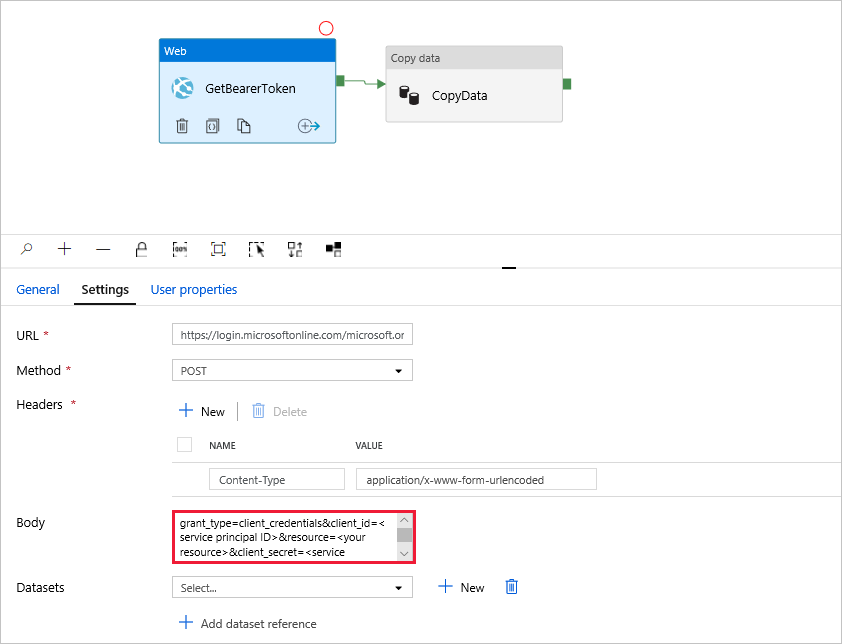 Web
GetBearerToken
Copy data
CopyData
100%
General Settings User properties
URL *
https://login.microsoftonline.com/microsoft.or
Method *
POST
Headers *
New
Delete
NAME VALUE
Content-Type application/x-www-form-urlencoded
Body
grant_type=client_credentials&client_id=<
service principal ID>&resource=<your
resource>&client_secret=<service
Datasets
Select...
New
Add dataset reference